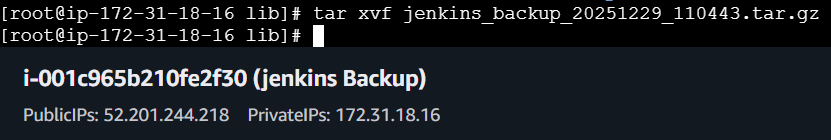 [root@ip-172-31-18-16 lib]# tar xvf jenkins_backup_20251229_110443.tar.gz
[root@ip-172-31-18-16 lib]#
i-001c965b210fe2f30 (jenkins Backup)
PublicIPs: 52.201.244.218 PrivateIPs: 172.31.18.16